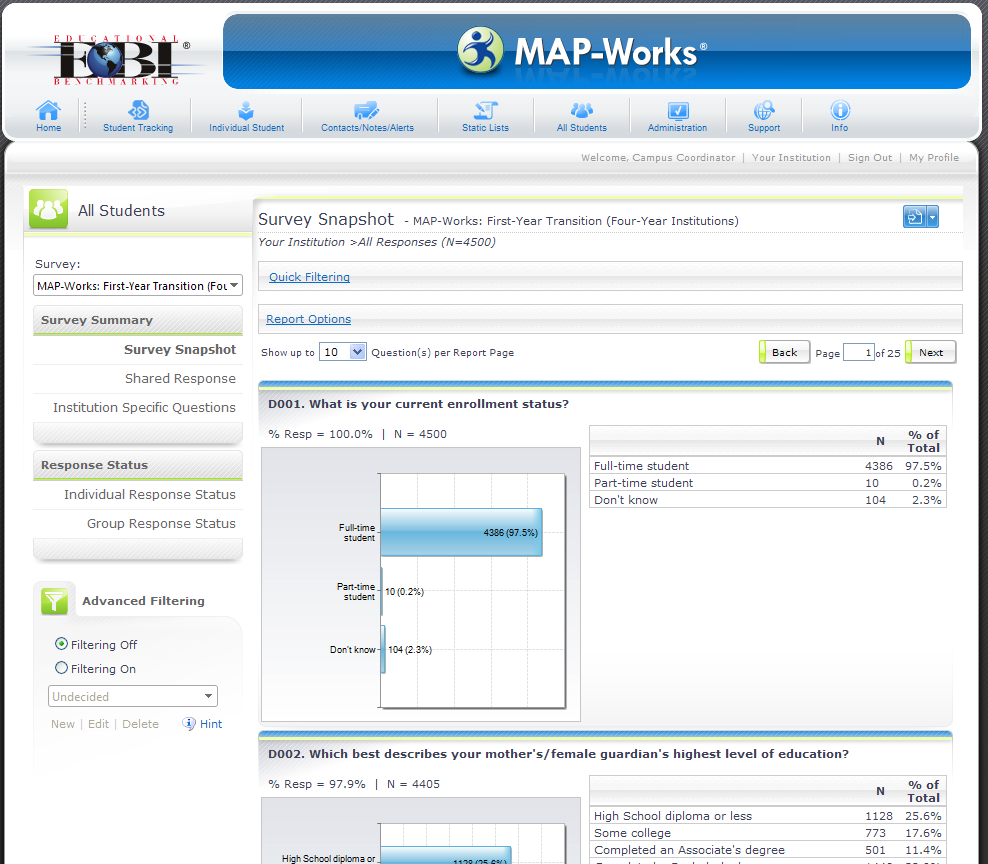 EDUCATIONAL
EBI ®
BENCHMARKING
MAP-Works®
Home
Student Tracking
Individual Student
Contacts/Notes/Alerts
Static Lists
All Students
Administration
Support
Info
Welcome, Campus Coordinator | Your Institution | Sign Out | My Profile
All Students
Survey:
MAP-Works: First-Year Transition (Fou
Survey Summary
Survey Snapshot
Shared Response
Institution Specific Questions
Response Status
Individual Response Status
Group Response Status
Advanced Filtering
Filtering Off
Filtering On
Undecided
New | Edit | Delete
Hint
Survey Snapshot - MAP-Works: First-Year Transition (Four-Year Institutions)
Your Institution >All Responses (N=4500)
Quick Filtering
Report Options
Show up to 10 Question(s) per Report Page
Back Page 1 of 25 Next
D001. What is your current enrollment status?
% Resp = 100.0% | N = 4500
Full-time
student
4386 (97.5%)
Part-time
student
10 (0.2%)
Don't know
104 (2.3%)
N % of
Total
Full-time student 4386 97.5%
Part-time student 10 0.2%
Don't know 104 2.3%
D002. Which best describes your mother's/female guardian's highest level of education?
% Resp = 97.9% | N = 4405
High School diploma or
1128 (25.6%)
N % of
Total
High School diploma or less 1128 25.6%
Some college 773 17.6%
Completed an Associate's degree 501 11.4%